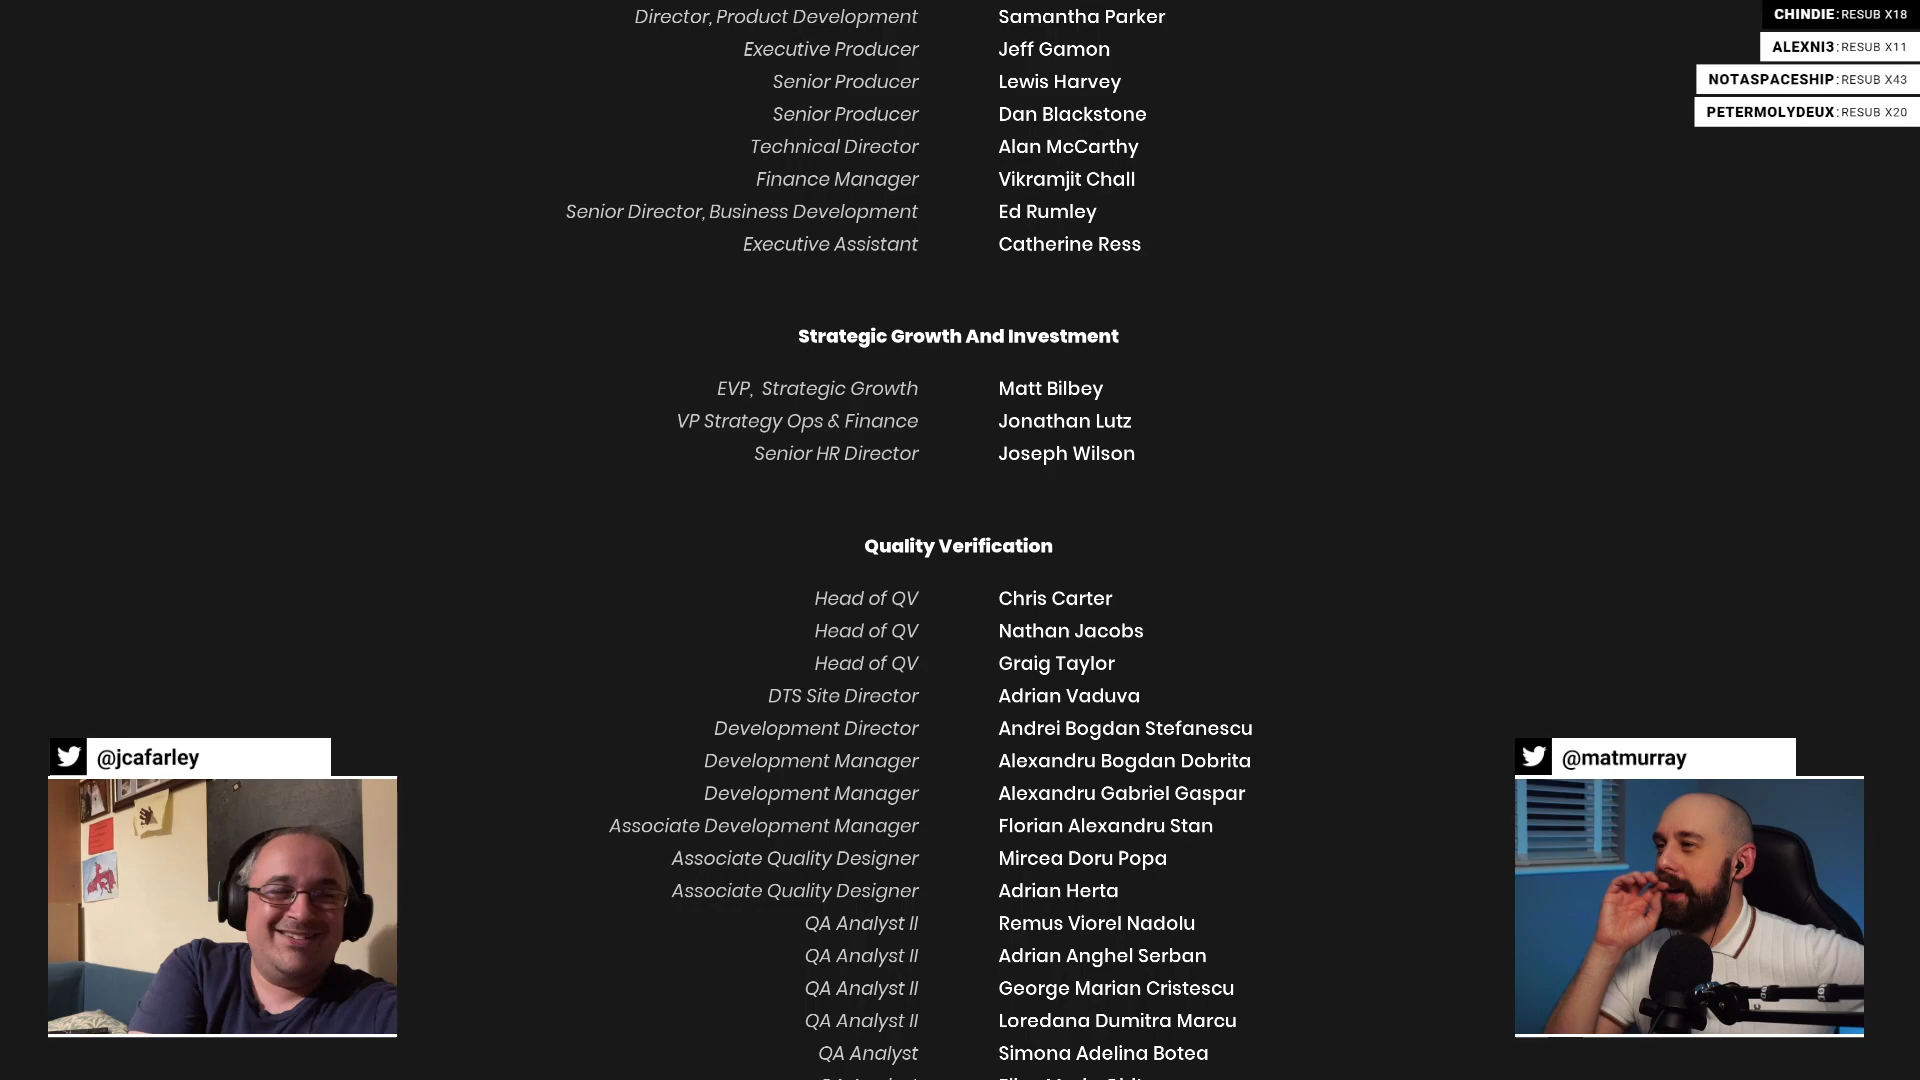 Director, Product Development Samantha Parker
Executive Producer Jeff Gamon
Senior Producer Lewis Harvey
Senior Producer Dan Blackstone
Technical Director Alan McCarthy
Finance Manager Vikramjit Chall
Senior Director, Business Development Ed Rumley
Executive Assistant Catherine Ress
Strategic Growth And Investment
EVP,  Strategic Growth Matt Bilbey
VP Strategy Ops & Finance Jonathan Lutz
Senior HR Director Joseph Wilson
Quality Verification
Head of QV Chris Carter
Head of QV Nathan Jacobs
Head of QV Graig Taylor
DTS Site Director Adrian Vaduva
Development Director Andrei Bogdan Stefanescu
Development Manager Alexandru Bogdan Dobrita
Development Manager Alexandru Gabriel Gaspar
Associate Development Manager Florian Alexandru Stan
Associate Quality Designer Mircea Doru Popa
Associate Quality Designer Adrian Herta
QA Analyst II Remus Viorel Nadolu
QA Analyst II Adrian Anghel Serban
QA Analyst II George Marian Cristescu
QA Analyst II Loredana Dumitra Marcu
QA Analyst Simona Adelina Botea
CHINDIE: RESUB X18
ALEXNI3: RESUB X11
NOTASPACESHIP: RESUB X43
PETERMOLYDEUX: RESUB X20
@jcafarley
@matmurray